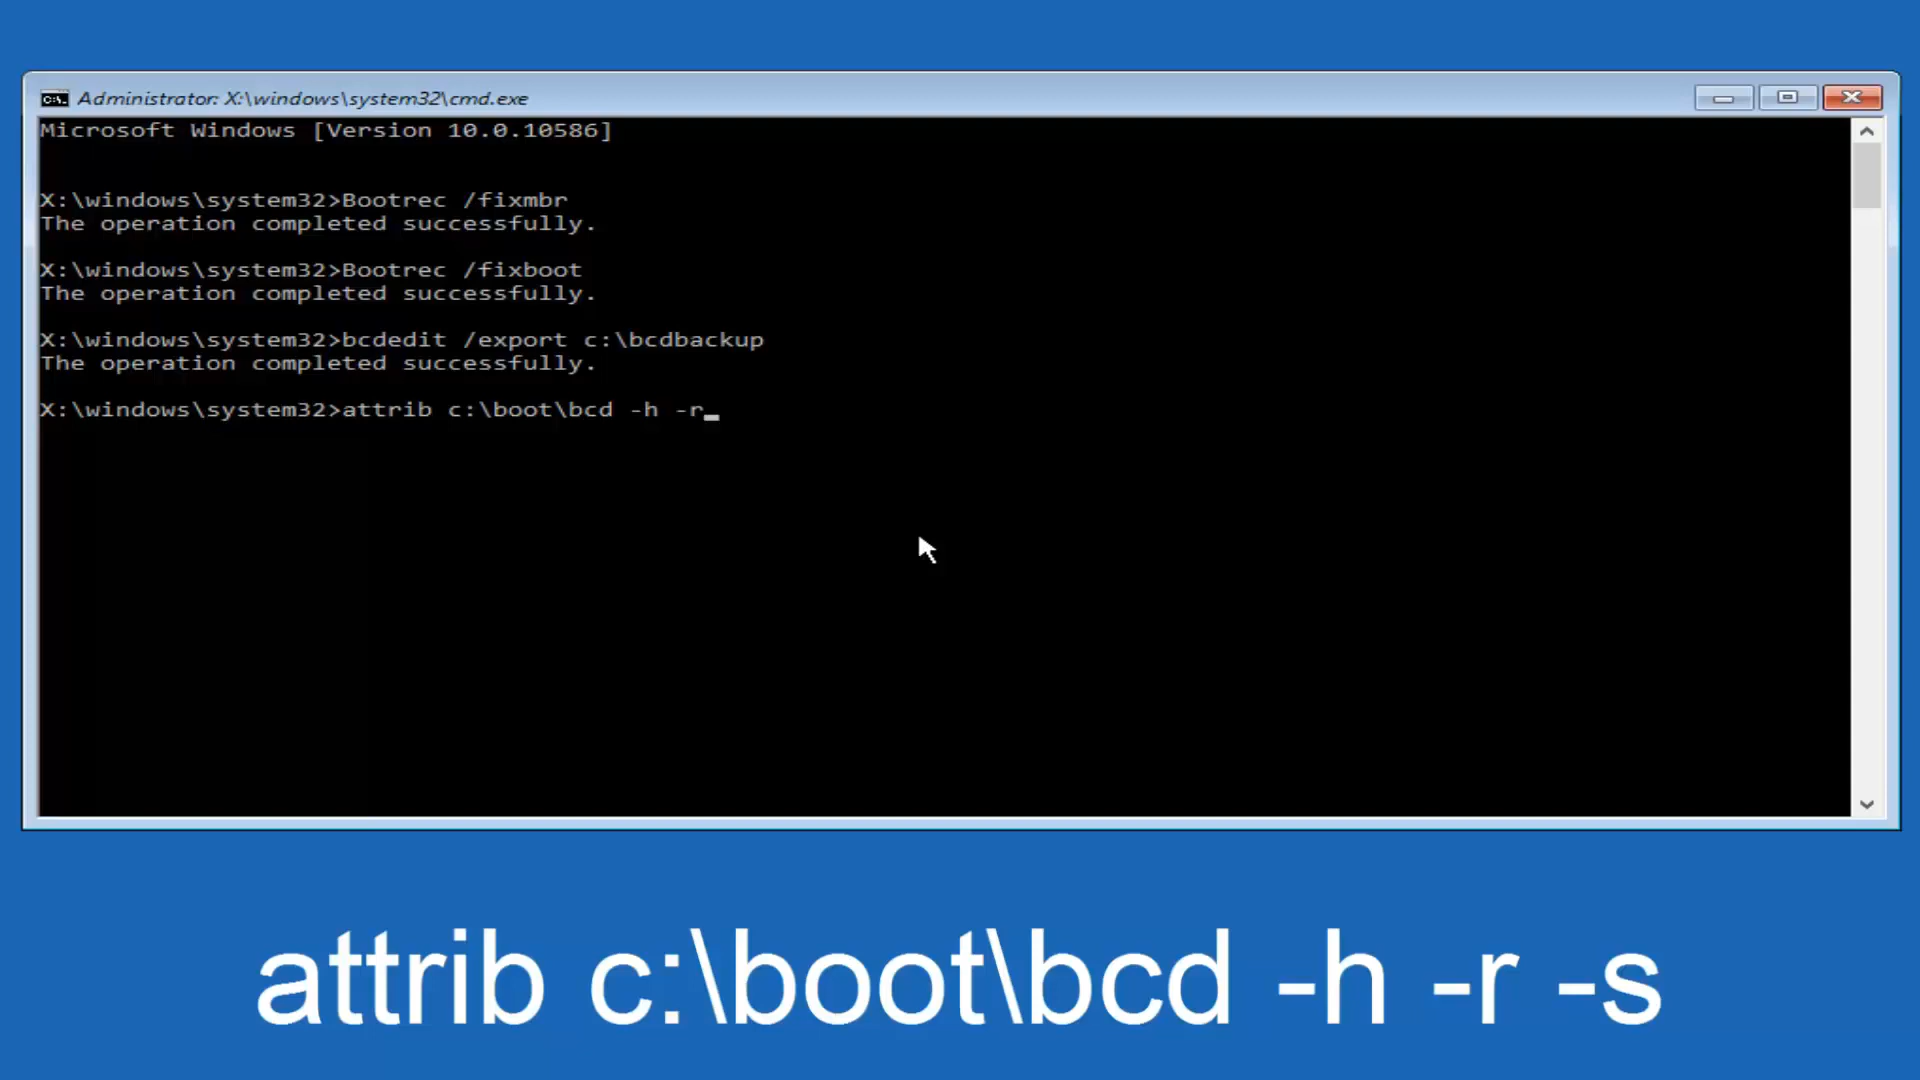 Administrator: X:\windows\system32\cmd.exe
Microsoft Windows [Version 10.0.10586]
X:\windows\system32>Bootrec /fixmbr
The operation completed successfully.
X:\windows\system32>Bootrec /fixboot
The operation completed successfully.
X:\windows\system32>bcdedit /export c:\bcdbackup
The operation completed successfully.
X:\windows\system32>attrib c:\boot\bcd -h -r_
attrib c:\boot\bcd -h -r -s